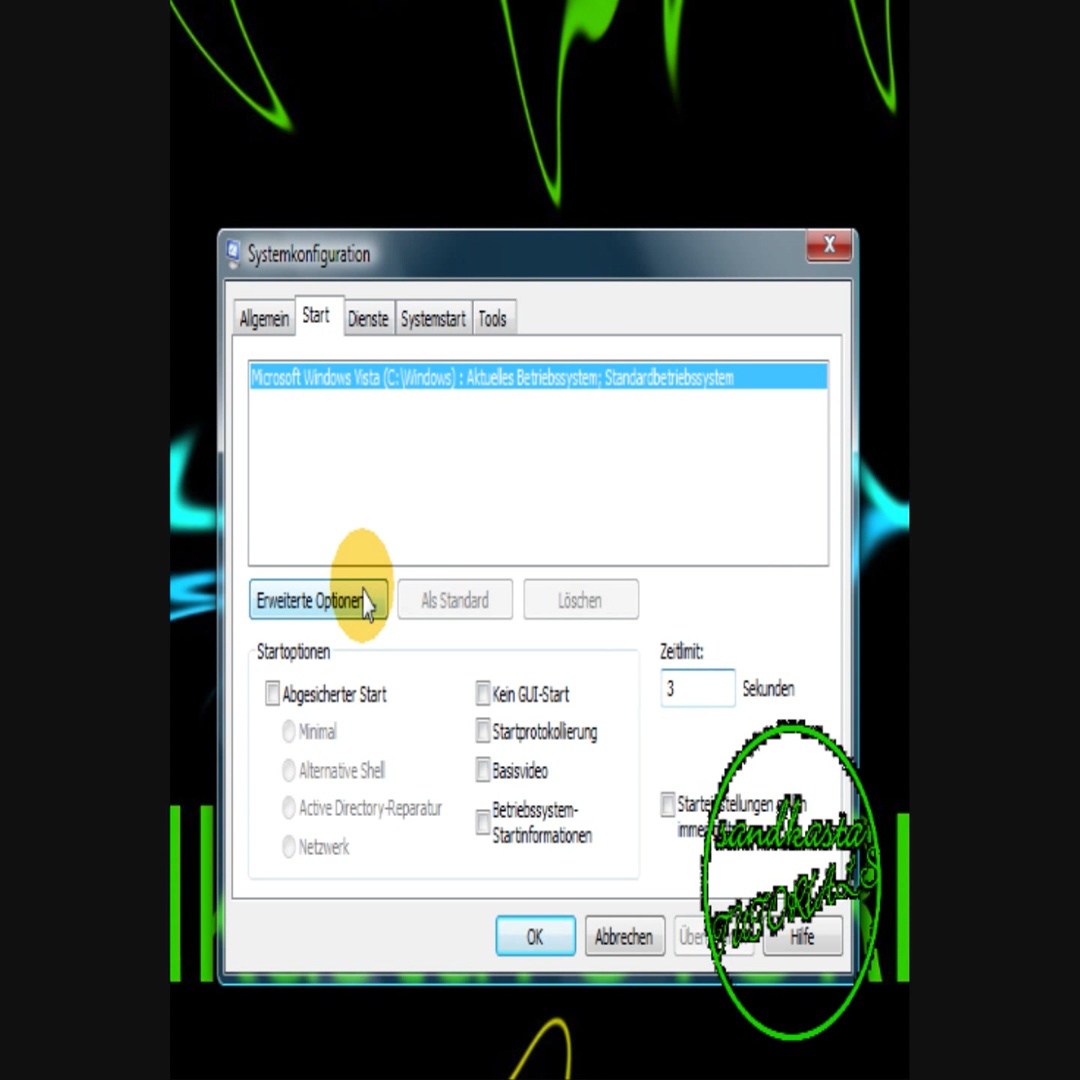 Systemkonfiguration
X
Allgemein Start Dienste Systemstart Tools
Microsoft Windows Vista (C:\Windows) : Aktuelles Betriebssystem; Standardbetriebssystem
Erweiterte Optionen Als Standard Löschen
Startoptionen
Zeitlimit:
Abgesicherter Start
Kein GUI-Start
3 Sekunden
Minimal
Startprotokollierung
Alternative Shell
Basisvideo
Active Directory-Reparatur
Betriebssystem-
Startinformationen
Netzwerk
sandkasta
TUTORIALS
OK Abbrechen Hilfe